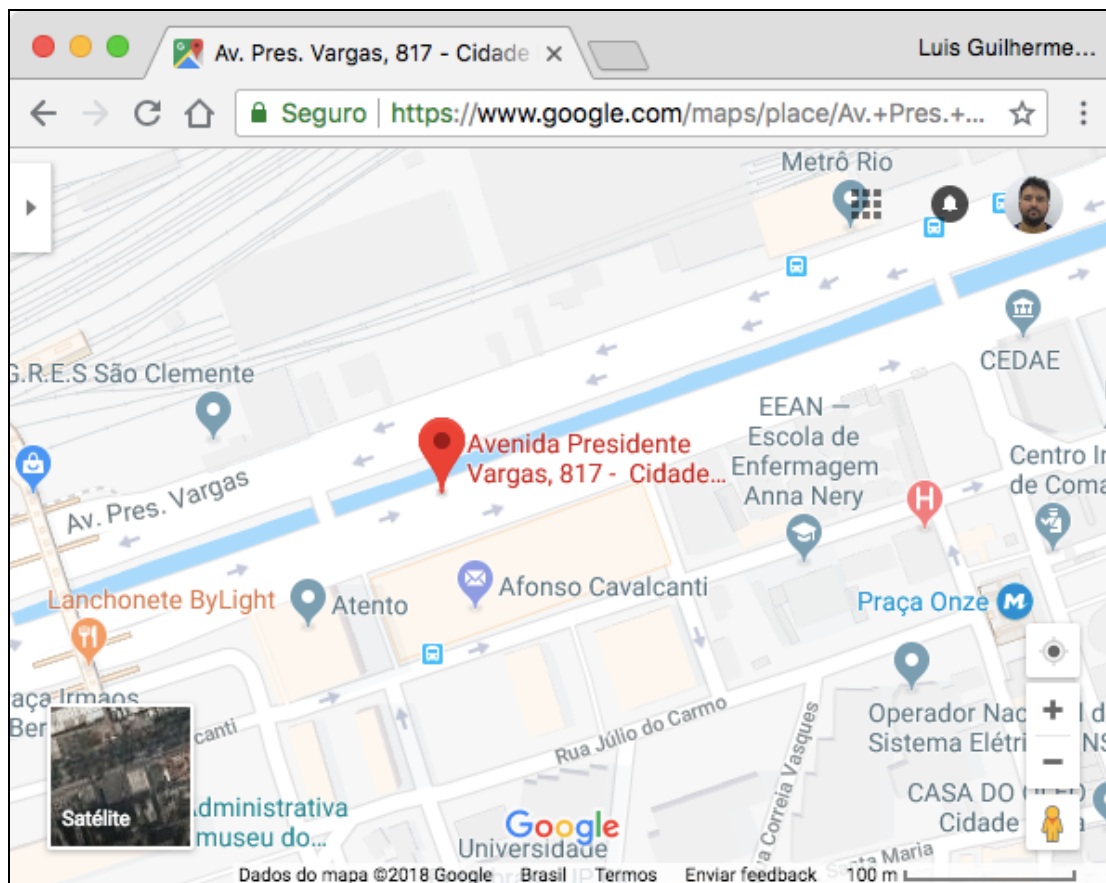 Av. Pres. Vargas, 817 - Cidade
Luis Guilherme...
Seguro | https://www.google.com/maps/place/Av.+Pres.+...
Metrô Rio
CEDAE
G.R.E.S São Clemente
EEAN —
Escola de
Enfermagem
Anna Nery
Avenida Presidente
Vargas, 817 - Cidade...
Centro In
de Coma
Av. Pres. Vargas
H
Afonso Cavalcanti
Lanchonete ByLight
Atento
Praça Onze
M
aça Irmaos
Ber
canti
Rua Júlio do Carmo
Rua Correia Vasques
Operador Nac
Sistema Elétri
CASA DO
Cidade
Satélite
Administrativa
museu do...
Google
Universidade
Santa Maria
Dados do mapa ©2018 Google Brasil Termos Enviar feedback 100 m